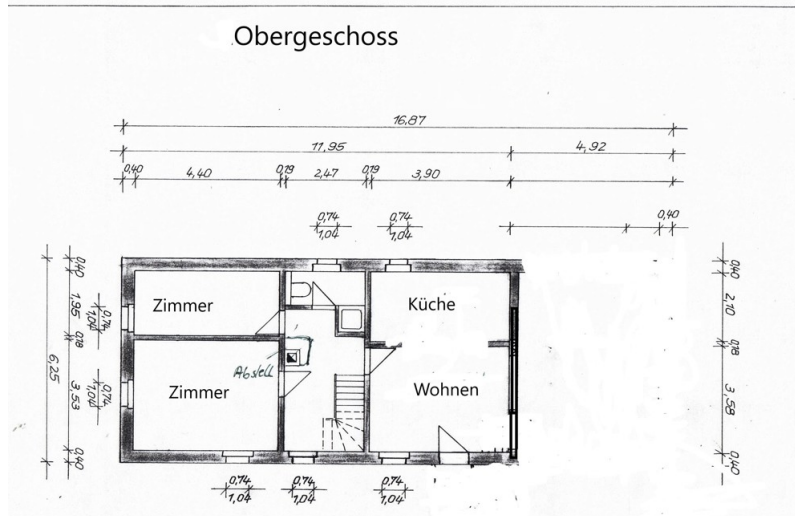 Obergeschoss
16,87
11,95 4,92
0,40 4,40 0,19 2,47 0,19 3,90
0,74 0,74 0,40
1,04 1,04
0,40 0,40
1,95 Zimmer Küche 2,10
0,74
1,04
0,18 0,18
6,25
Abstell
3,53 Zimmer Wohnen 3,58
0,74
1,04
0,40 0,40
0,74 0,74 0,74
1,04 1,04 1,04